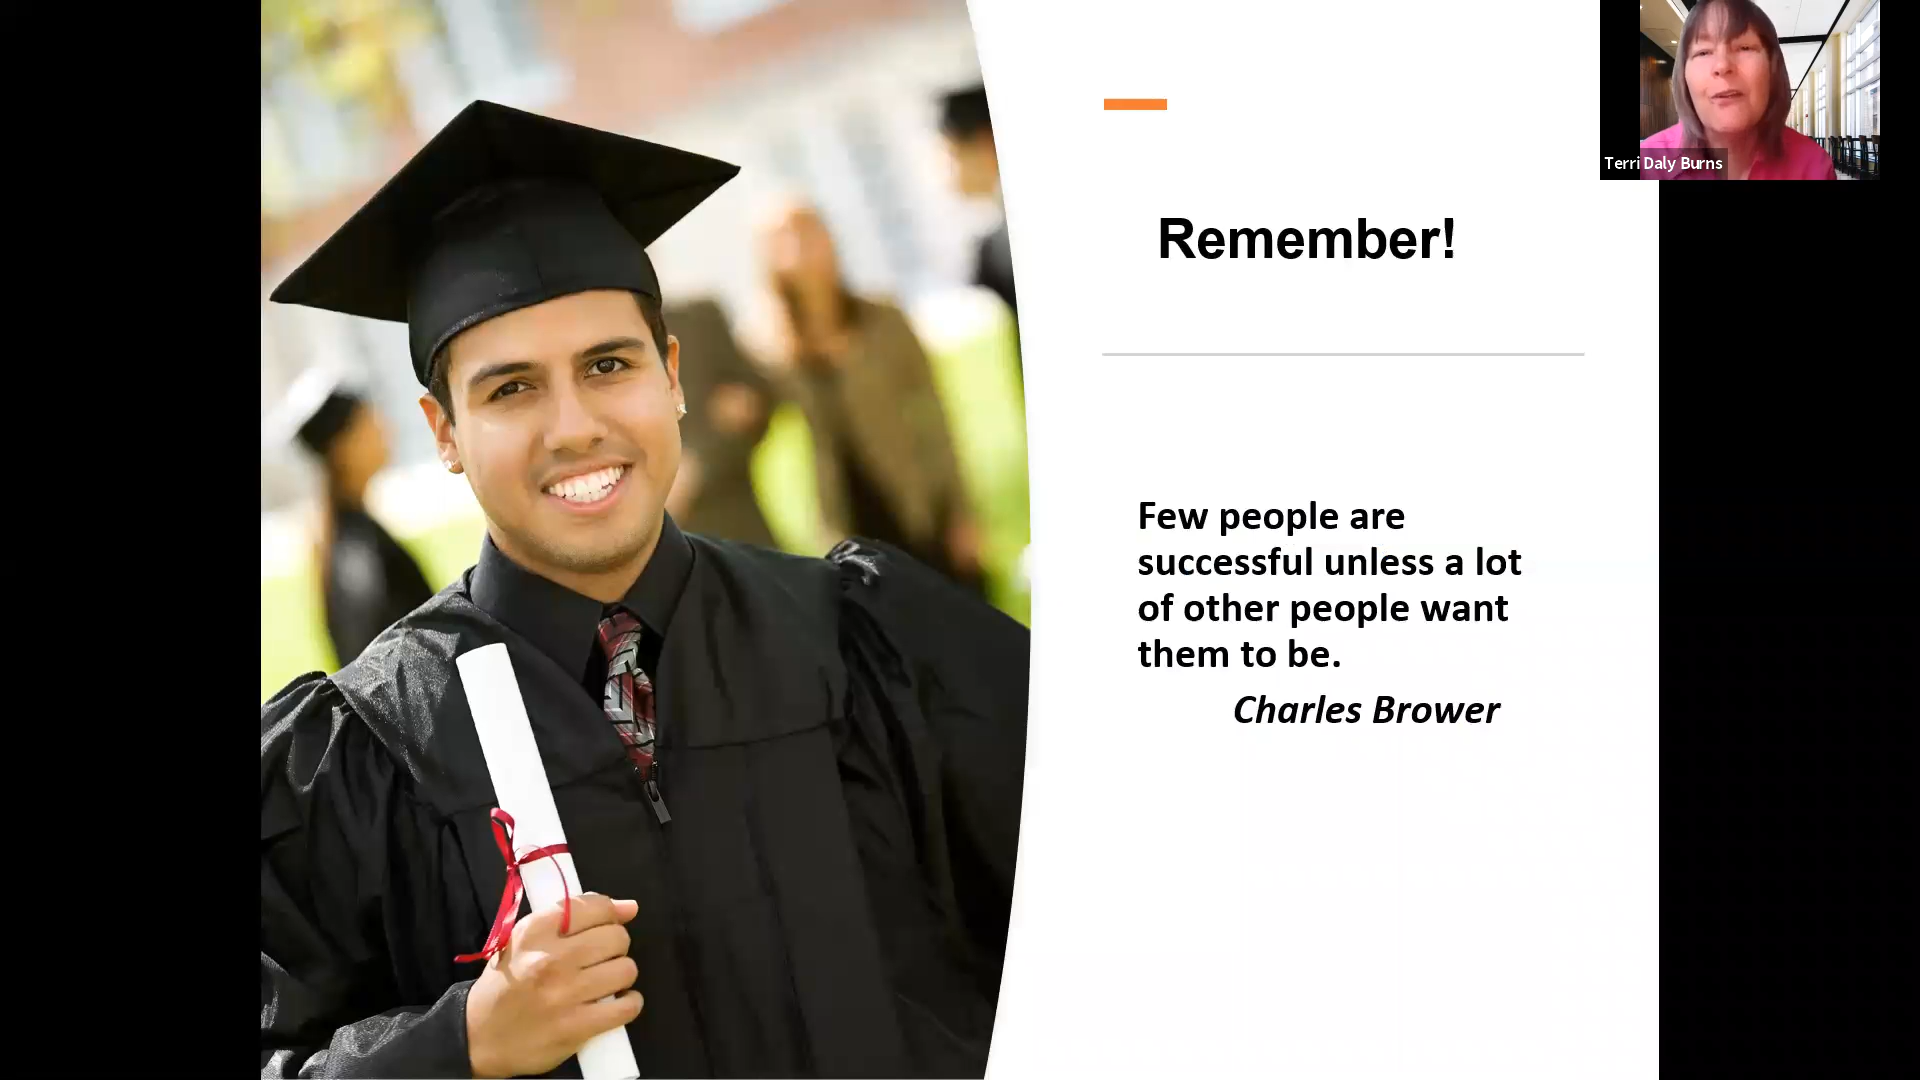 Terri Daly Burns
Remember!
Few people are
successful unless a lot
of other people want
them to be.
Charles Brower